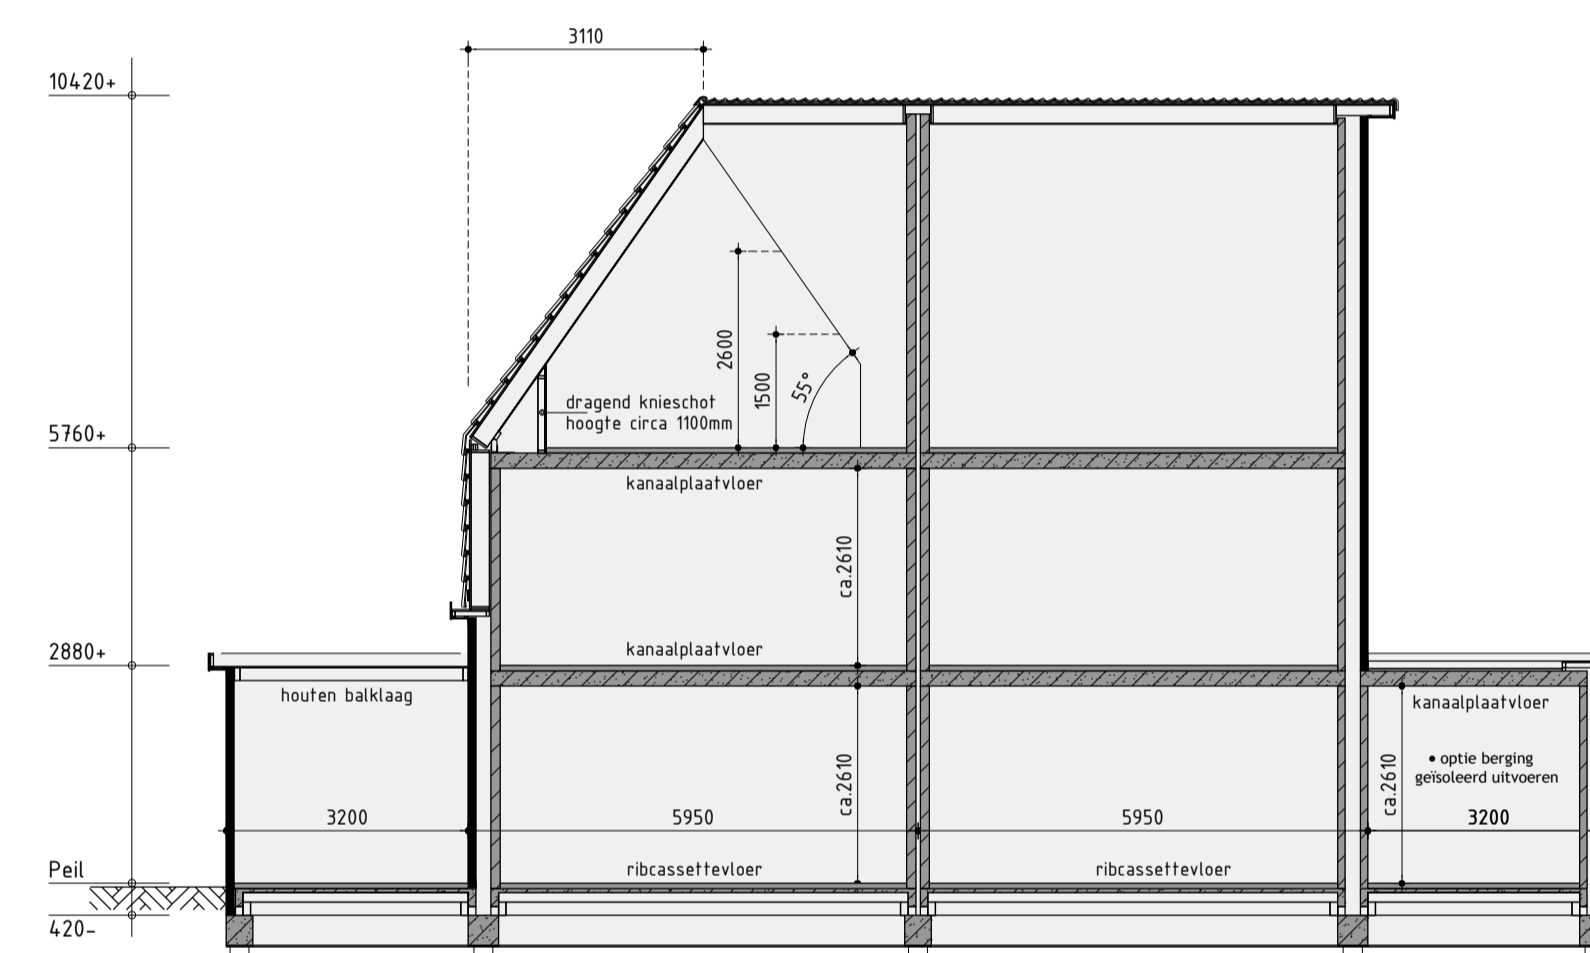 3110
10420+
2600
1500
55°
dragend knieschot
hoogte circa 1100mm
5760+
kanaalplaatvloer
ca.2610
kanaalplaatvloer
2880+
houten balklaag
kanaalplaatvloer
• optie berging
geïsoleerd uitvoeren
ca.2610
ca.2610
3200
5950
5950
3200
Peil
ribcassettevloer
ribcassettevloer
420-